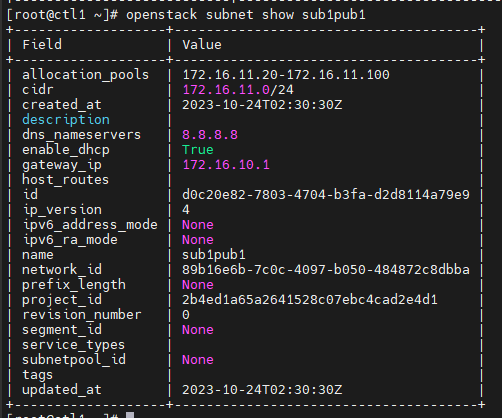 [root@ctl1 ~]# openstack subnet show sub1pub1
+-------------------+--------------------------------------+
| Field | Value |
+-------------------+--------------------------------------+
| allocation_pools | 172.16.11.20-172.16.11.100 |
| cidr | 172.16.11.0/24 |
| created_at | 2023-10-24T02:30:30Z |
| description | |
| dns_nameservers | 8.8.8.8 |
| enable_dhcp | True |
| gateway_ip | 172.16.10.1 |
| host_routes | |
| id | d0c20e82-7803-4704-b3fa-d2d8114a79e9 |
| ip_version | 4 |
| ipv6_address_mode | None |
| ipv6_ra_mode | None |
| name | sub1pub1 |
| network_id | 89b16e6b-7c0c-4097-b050-484872c8dbba |
| prefix_length | None |
| project_id | 2b4ed1a65a2641528c07ebc4cad2e4d1 |
| revision_number | 0 |
| segment_id | None |
| service_types | |
| subnetpool_id | None |
| tags | |
| updated_at | 2023-10-24T02:30:30Z |
+-------------------+--------------------------------------+
[root@ctl1 ~]#